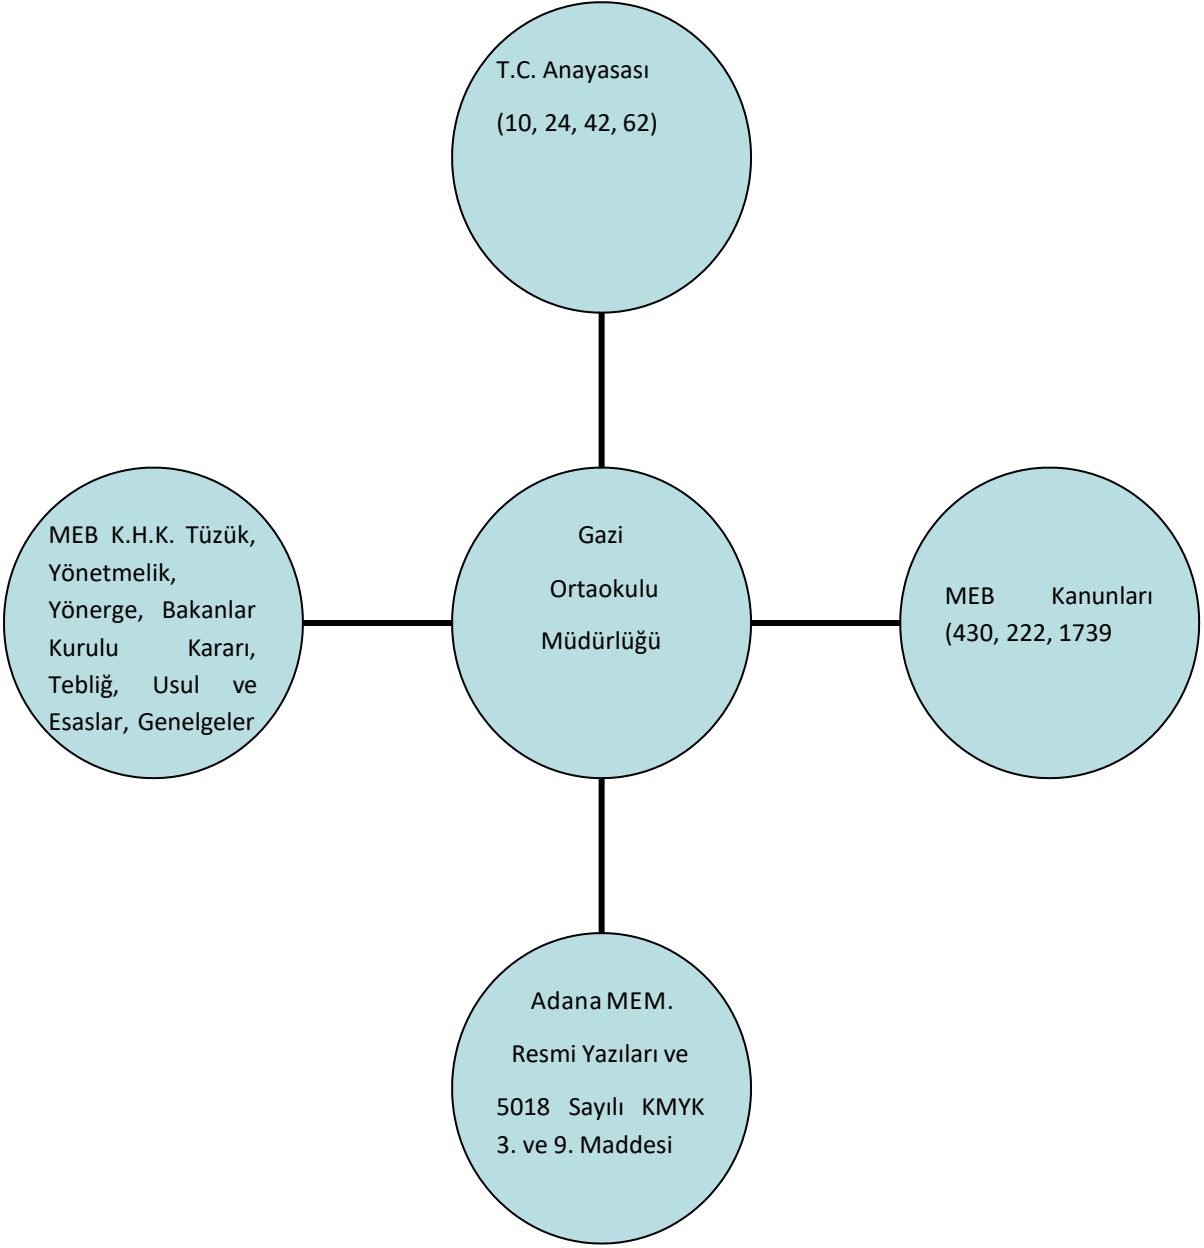 T.C. Anayasası
(10, 24, 42, 62)
MEB K.H.K. Tüzük,
Yönetmelik,
Yönerge, Bakanlar
Kurulu Kararı,
Tebliğ, Usul ve
Esaslar, Genelgeler
Gazi
Ortaokulu
Müdürlüğü
MEB Kanunları
(430, 222, 1739
Adana MEM.
Resmi Yazıları ve
5018 Sayılı KMYK
3. ve 9. Maddesi